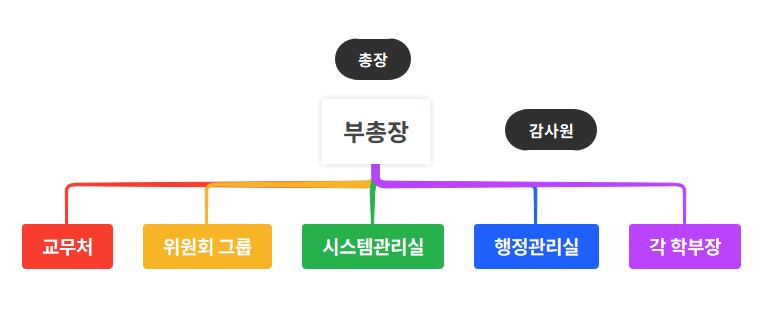 총장
부총장
감사원
교무처
위원회 그룹
시스템관리실
행정관리실
각 학부장